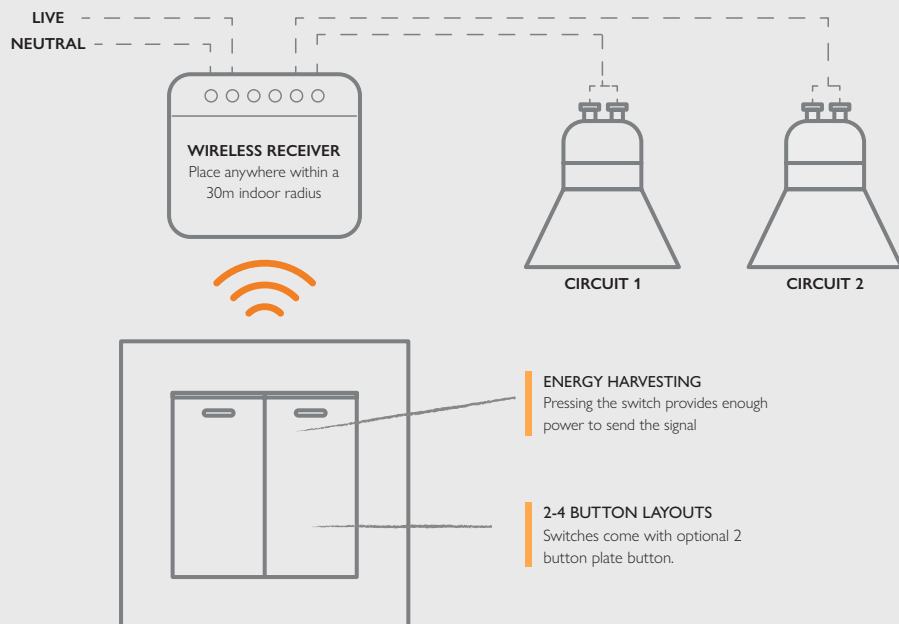 LIVE
NEUTRAL
WIRELESS RECEIVER
Place anywhere within a
30m indoor radius
CIRCUIT 1
CIRCUIT 2
ENERGY HARVESTING
Pressing the switch provides enough
power to send the signal
2-4 BUTTON LAYOUTS
Switches come with optional 2
button plate button.